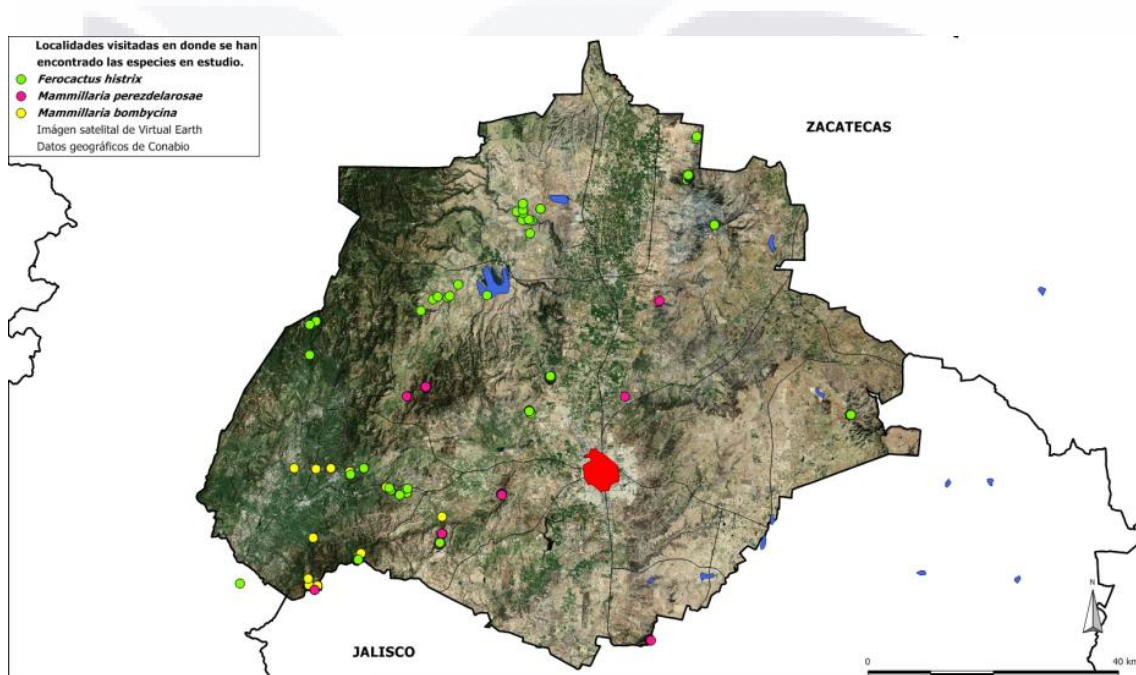 Localidades visitadas en donde se han
encontrado las especies en estudio.
Ferocactus histrix
Mammillaria perezdelarosae
Mammillaria bombycina
Imágen satelital de Virtual Earth
Datos geográficos de Conabio
ZACATECAS
JALISCO
N
0
40 km